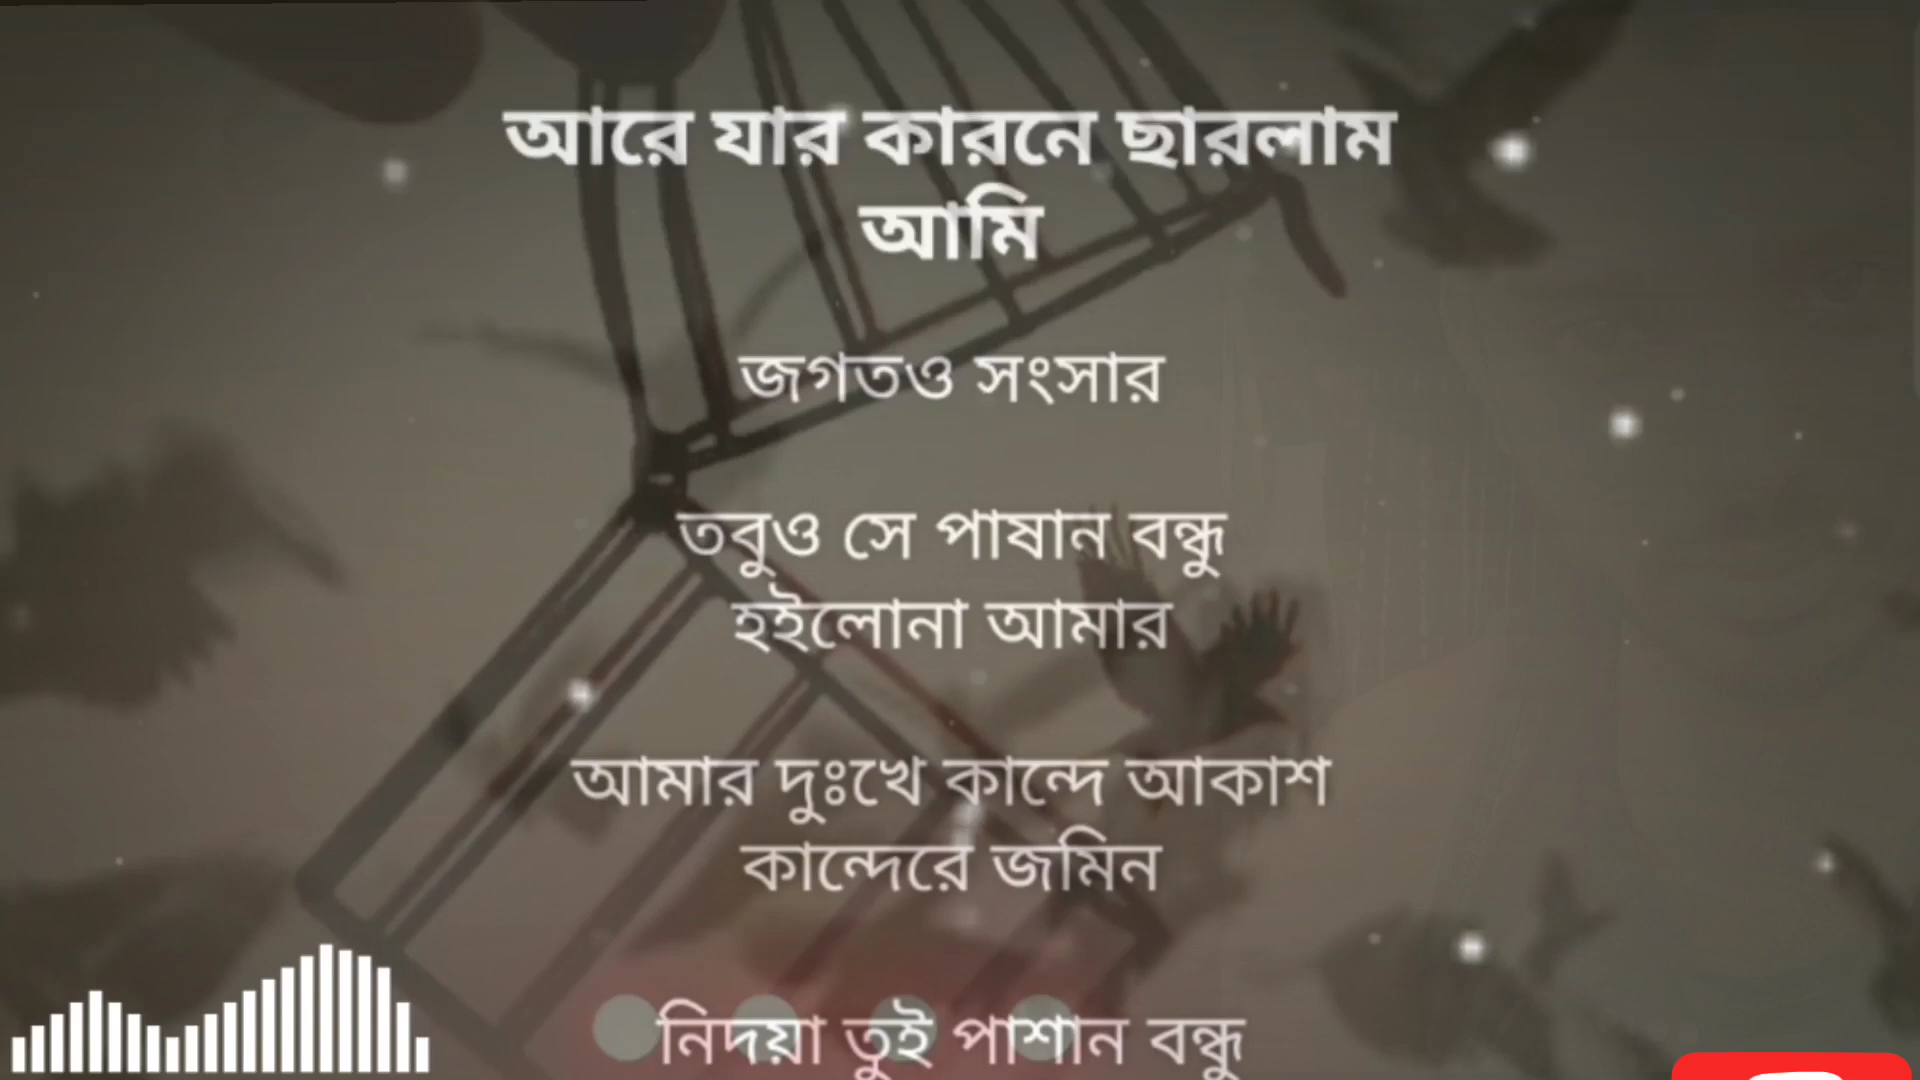 আরে যার কারনে ছারলাম
আমি
জগতও সংসার
তবুও সে পাষান বন্ধু
হইলোনা আমার
আমার দুঃখে কান্দে আকাশ
কান্দেরে জমিন
নিদয়া তুই পাশান বন্ধু